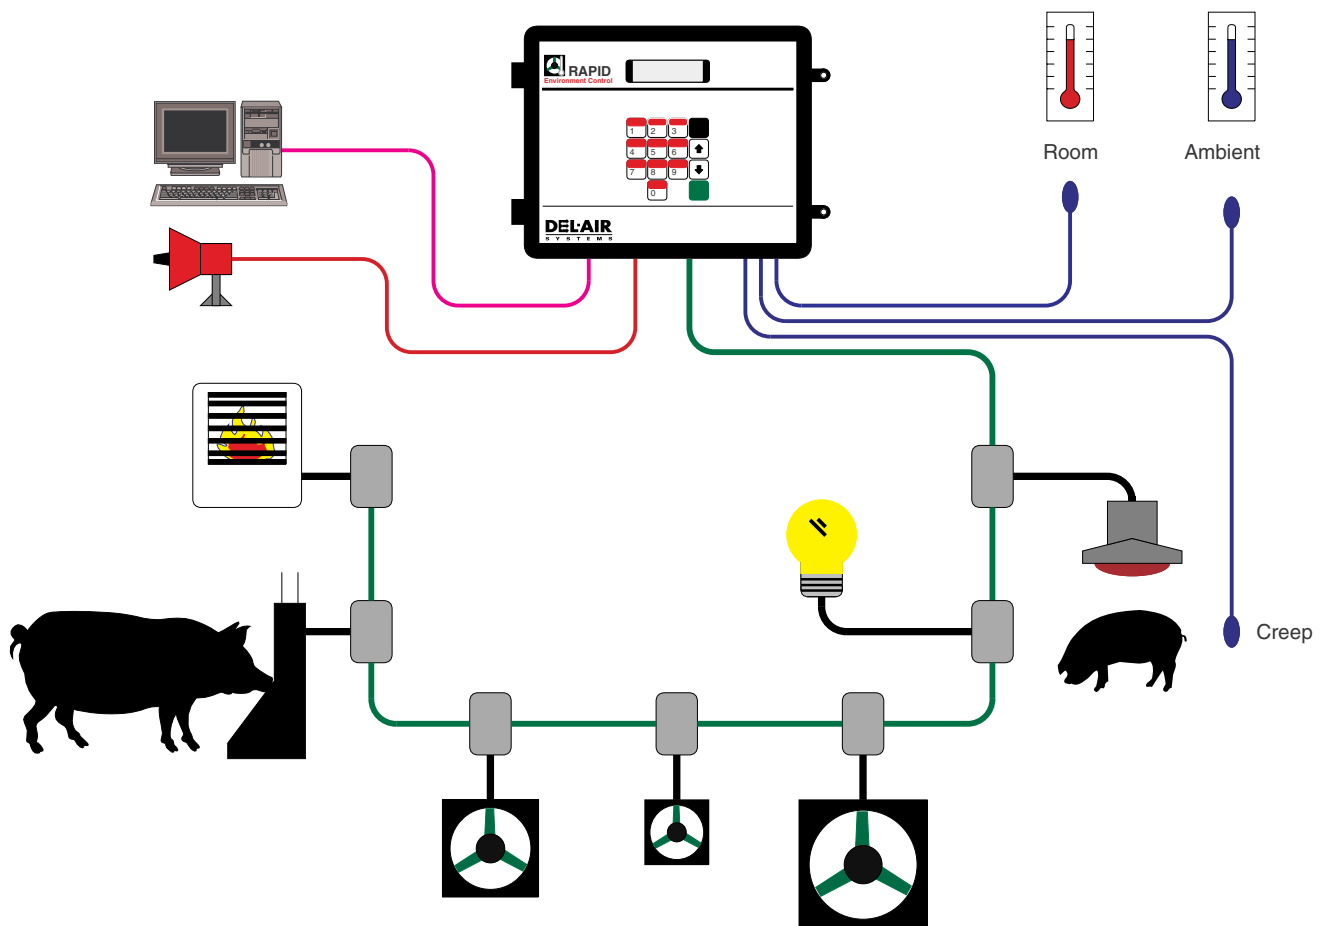 RAPID
Environment Control
1 2 3
4 5 6
7 8 9
0
DEL-AIR
SYSTEMS
Room
Ambient
Creep